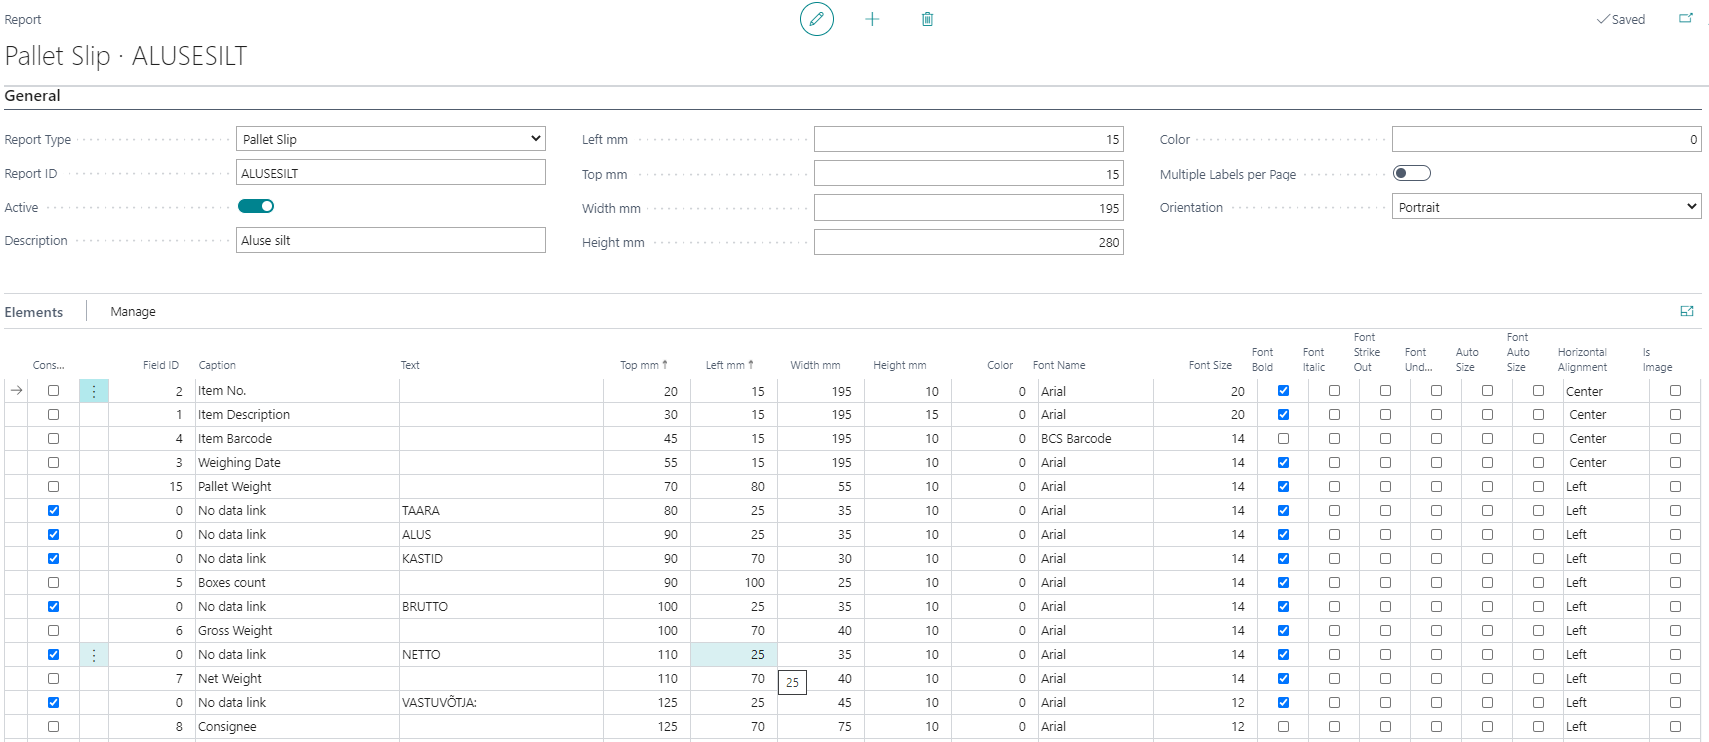 Report
Saved
Pallet Slip · ALUSESILT
General
Report Type Pallet Slip Left mm 15 Color 0
Report ID ALUSESILT Top mm 15 Multiple Labels per Page
Active Width mm 195 Orientation Portrait
Description Aluse silt Height mm 280
Elements Manage
Cons... Field ID Caption Text Top mm Left mm Width mm Height mm Color Font Name Font Size Font Bold Font Italic Font Strike Out Font Und... Auto Size Font Auto Size Horizontal Alignment Is Image
2 Item No. 20 15 195 10 0 Arial 20 Center
1 Item Description 30 15 195 15 0 Arial 20 Center
4 Item Barcode 45 15 195 10 0 BCS Barcode 14 Center
3 Weighing Date 55 15 195 10 0 Arial 14 Center
15 Pallet Weight 70 80 55 10 0 Arial 14 Left
0 No data link TAARA 80 25 35 10 0 Arial 14 Left
0 No data link ALUS 90 25 35 10 0 Arial 14 Left
0 No data link KASTID 90 70 30 10 0 Arial 14 Left
5 Boxes count 90 100 25 10 0 Arial 14 Left
0 No data link BRUTTO 100 25 35 10 0 Arial 14 Left
6 Gross Weight 100 70 40 10 0 Arial 14 Left
0 No data link NETTO 110 25 35 10 0 Arial 14 Left
7 Net Weight 110 70 25 40 10 0 Arial 14 Left
0 No data link VASTUVÕTJA: 125 25 45 10 0 Arial 12 Left
8 Consignee 125 70 75 10 0 Arial 12 Left